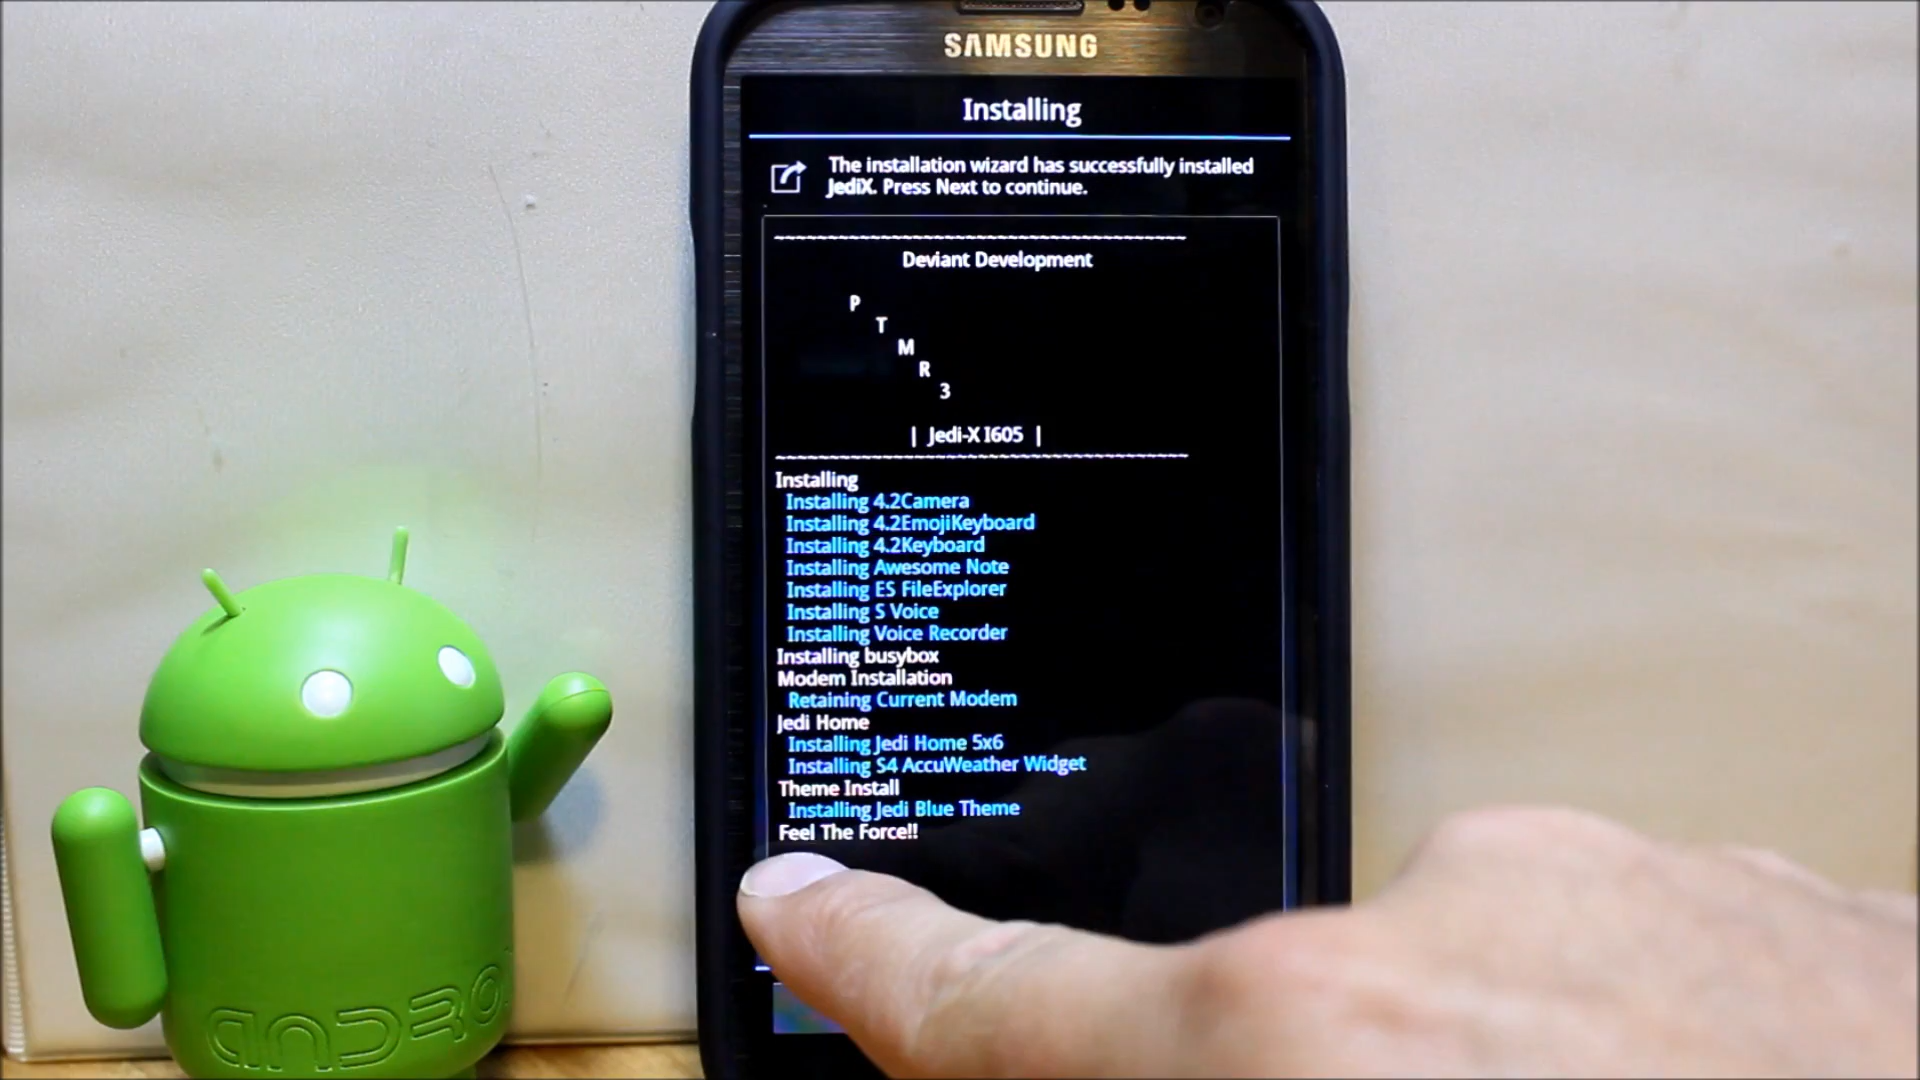 SAMSUNG
Installing
The installation wizard has successfully installed
JediX. Press Next to continue.
~~~~~~~~~~~~~~~~~~~~~~~~~~~~~~~~~~~~~~~~~
Deviant Development
P
T
M
R
3
| Jedi-X I605 |
~~~~~~~~~~~~~~~~~~~~~~~~~~~~~~~~~~~~~~~~~
Installing
Installing 4.2Camera
Installing 4.2EmojiKeyboard
Installing 4.2Keyboard
Installing Awesome Note
Installing ES FileExplorer
Installing S Voice
Installing Voice Recorder
Installing busybox
Modem Installation
Retaining Current Modem
Jedi Home
Installing Jedi Home 5x6
Installing S4 AccuWeather Widget
Theme Install
Installing Jedi Blue Theme
Feel The Force!!
ANDRO